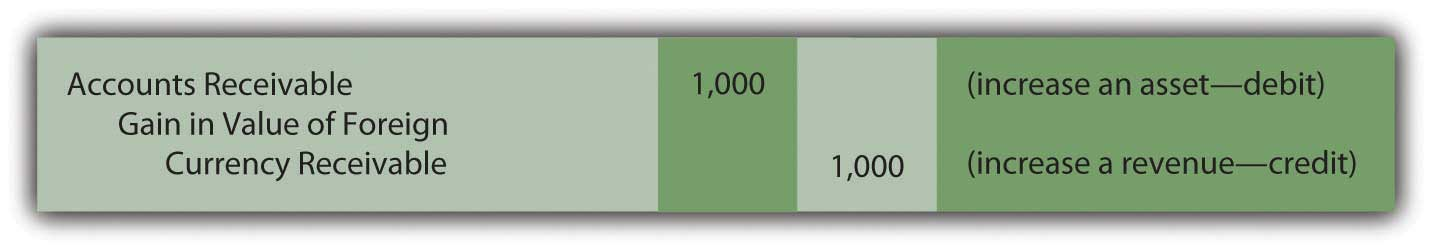 Accounts Receivable 1,000 (increase an asset—debit)
Gain in Value of Foreign
Currency Receivable 1,000 (increase a revenue—credit)